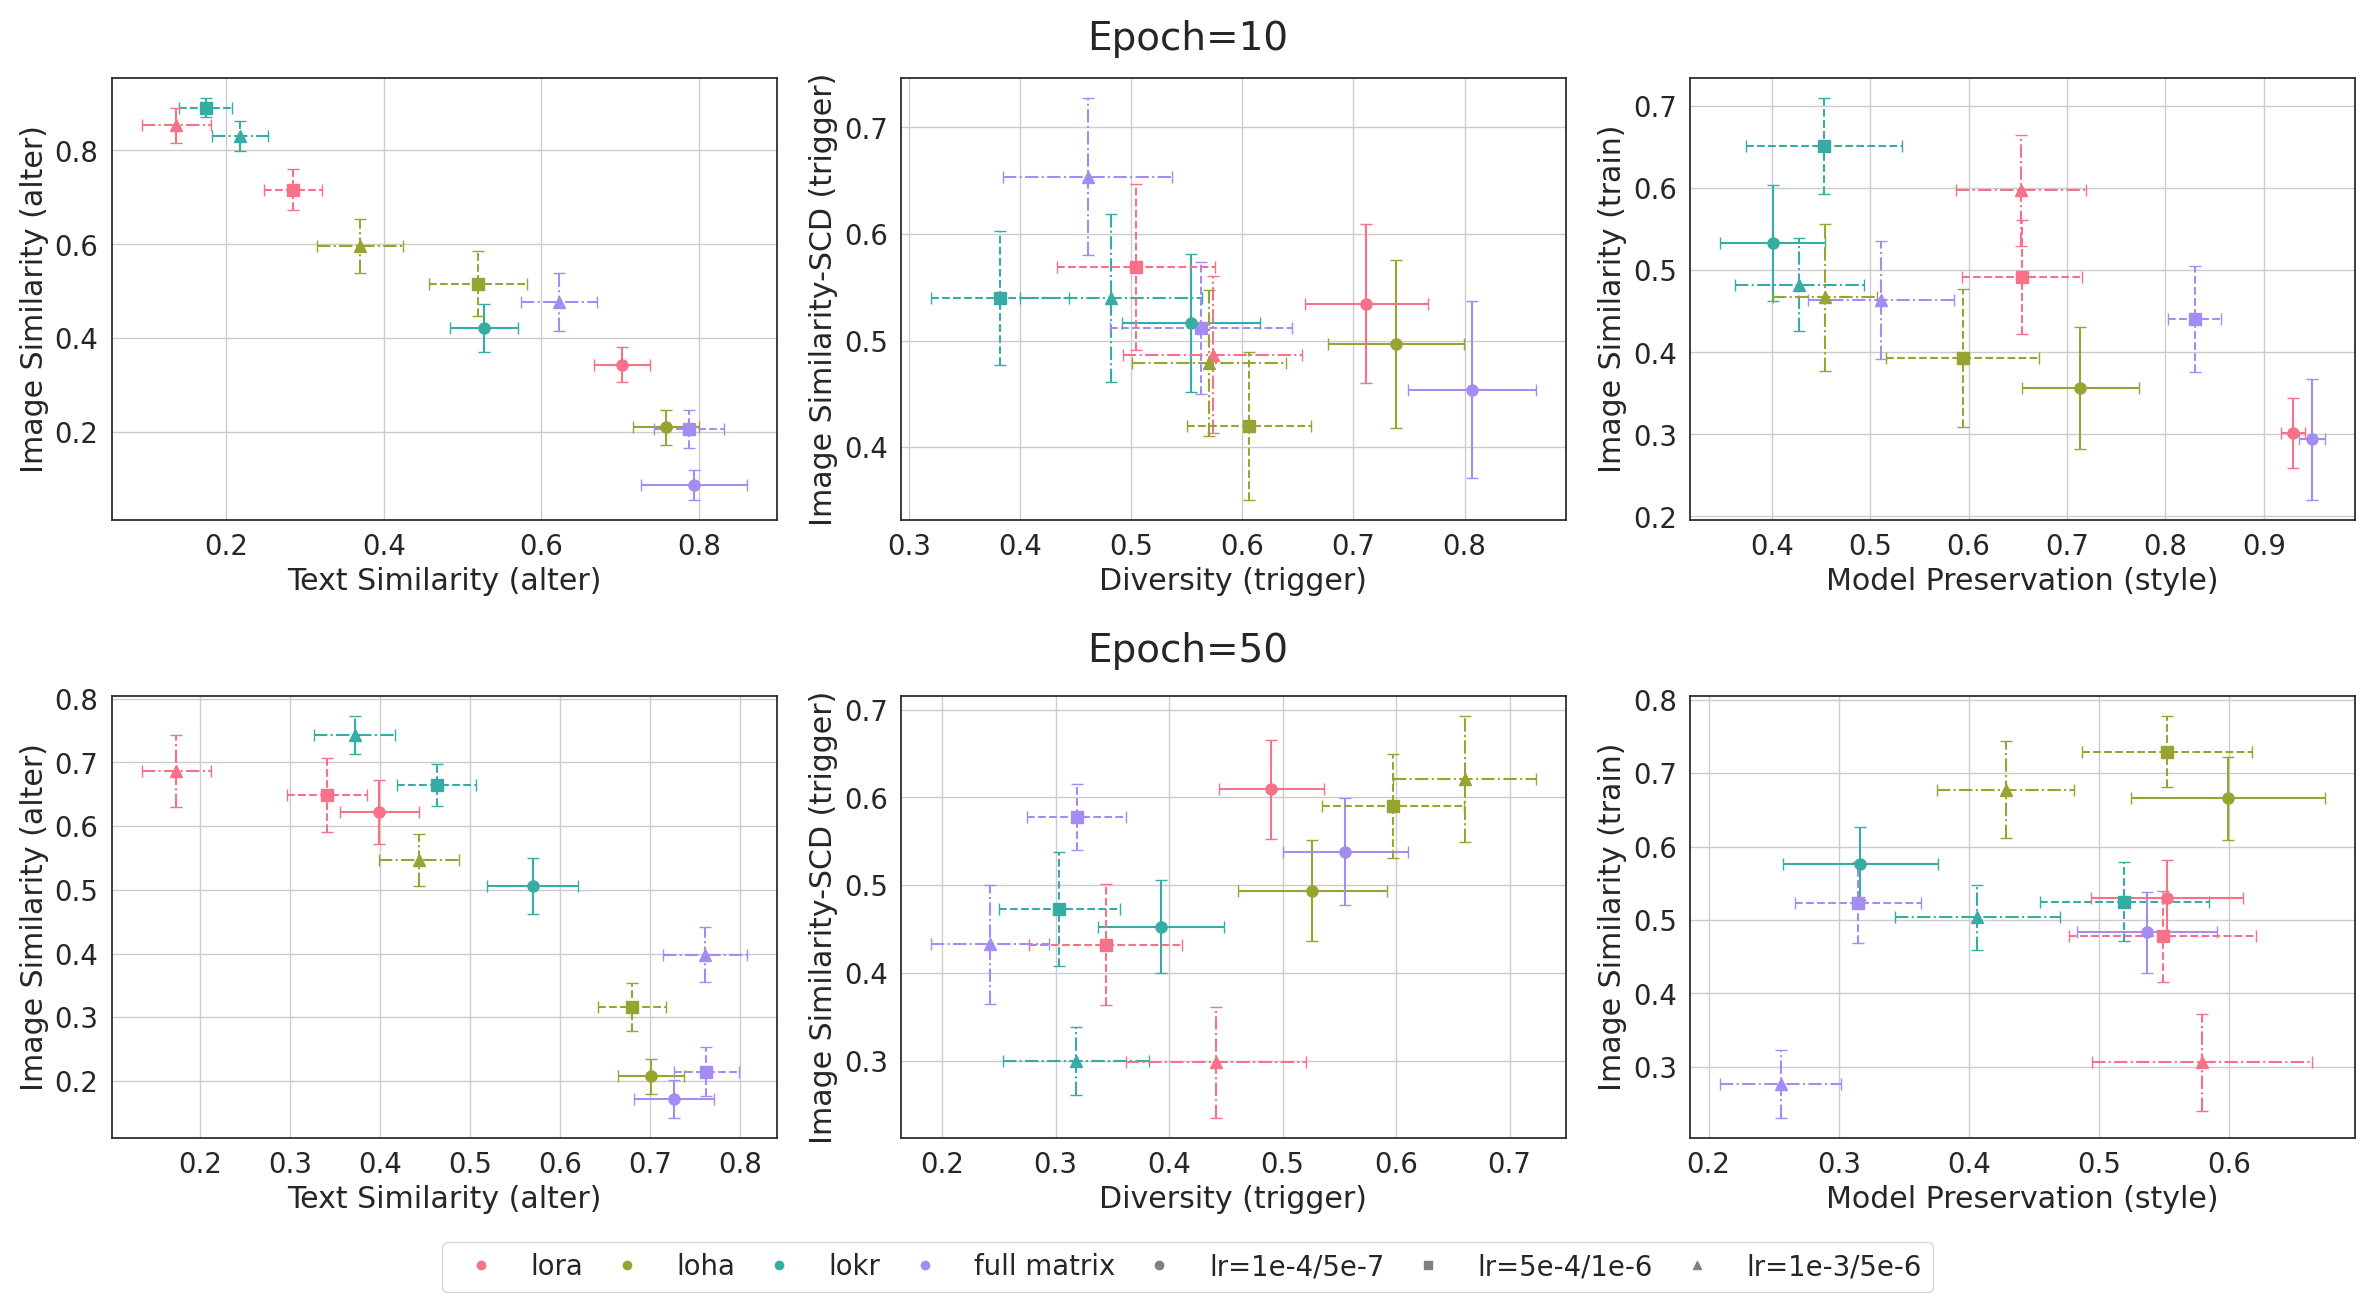 Epoch=10
Image Similarity (alter)
0.8
0.6
0.4
0.2
0.2 0.4 0.6 0.8
Text Similarity (alter)
Image Similarity-SCD (trigger)
0.7
0.6
0.5
0.4
0.3 0.4 0.5 0.6 0.7 0.8
Diversity (trigger)
Image Similarity (train)
0.7
0.6
0.5
0.4
0.3
0.2
0.4 0.5 0.6 0.7 0.8 0.9
Model Preservation (style)
Epoch=50
Image Similarity (alter)
0.8
0.7
0.6
0.5
0.4
0.3
0.2
0.2 0.3 0.4 0.5 0.6 0.7 0.8
Text Similarity (alter)
Image Similarity-SCD (trigger)
0.7
0.6
0.5
0.4
0.3
0.2 0.3 0.4 0.5 0.6 0.7
Diversity (trigger)
Image Similarity (train)
0.8
0.7
0.6
0.5
0.4
0.3
0.2 0.3 0.4 0.5 0.6
Model Preservation (style)
lora loha lokr full matrix lr=1e-4/5e-7 lr=5e-4/1e-6 lr=1e-3/5e-6